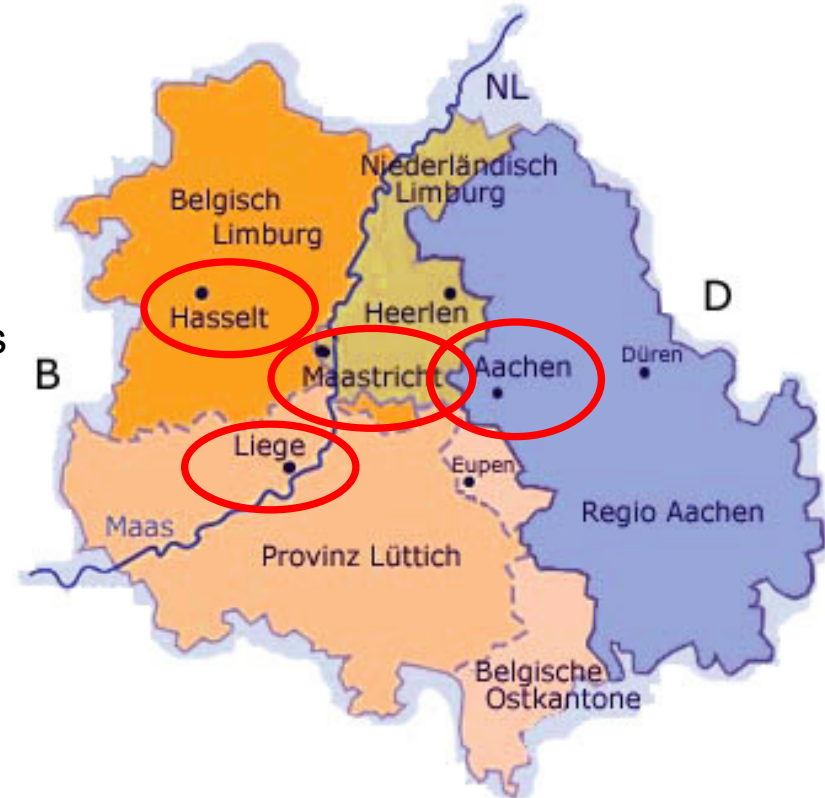 NL
Niederländisch
Limburg
Belgisch
Limburg
D
Hasselt
Heerlen
s
B
Maastricht
Aachen
Düren
Liege
Eupen
Maas
Regio Aachen
Provinz Lüttich
Belgische
Ostkantone